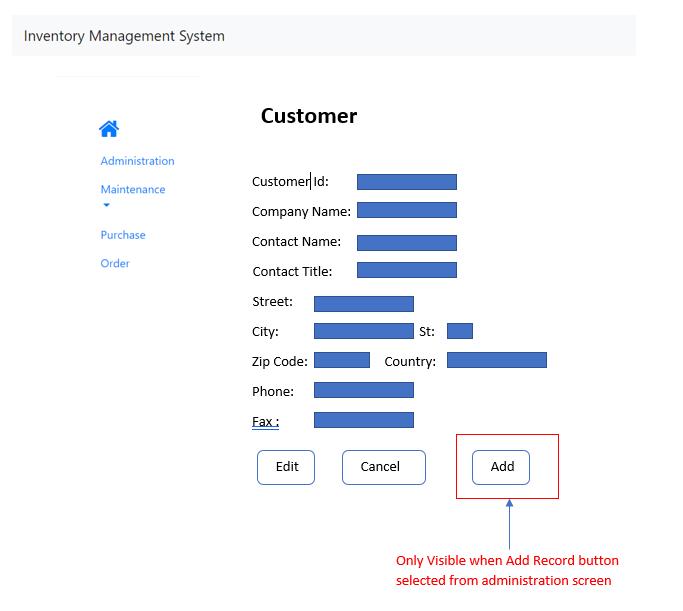 Inventory Management System
Customer
Administration
Maintenance
Purchase
Order
Customer Id:
Company Name:
Contact Name:
Contact Title:
Street:
City: St:
Zip Code: Country:
Phone:
Fax :
Edit Cancel Add
Only Visible when Add Record button
selected from administration screen